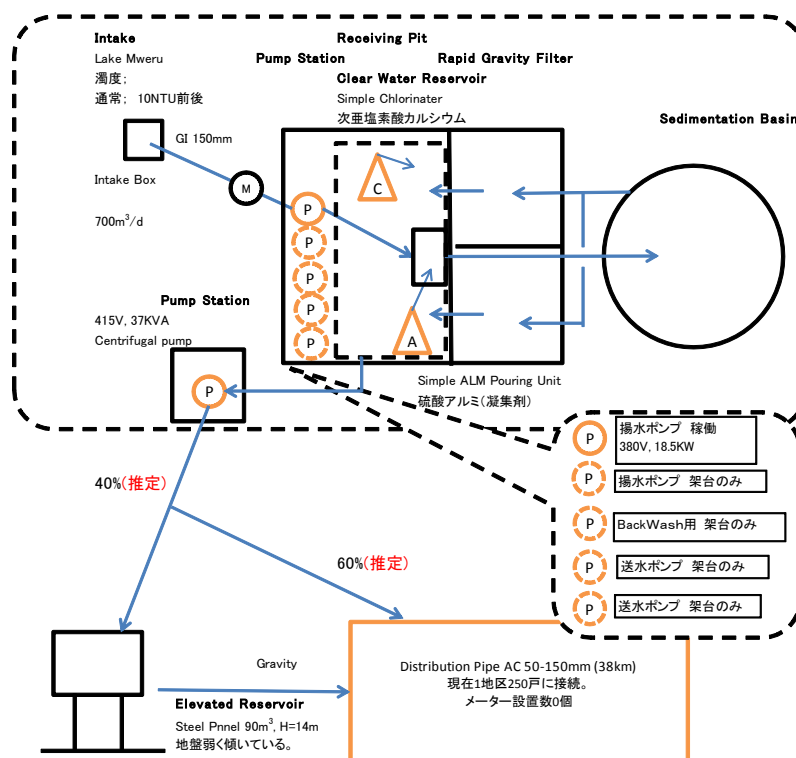 Intake
Lake Mweru
濁度;
通常; 10NTU前後
GI 150mm
Intake Box
700m³/d
M
Pump Station
Receiving Pit
Clear Water Reservoir
Simple Chlorinater
次亜塩素酸カルシウム
Rapid Gravity Filter
Sedimentation Basin
C
P
P
P
P
P
A
Pump Station
415V, 37KVA
Centrifugal pump
P
Simple ALM Pouring Unit
硫酸アルミ(凝集剤)
P
揚水ポンプ 稼働
380V, 18.5KW
P
揚水ポンプ 架台のみ
P
BackWash用 架台のみ
P
送水ポンプ 架台のみ
P
送水ポンプ 架台のみ
40%(推定)
60%(推定)
Gravity
Elevated Reservoir
Steel Pnnel 90m³, H=14m
地盤弱く傾いている。
Distribution Pipe AC 50-150mm (38km)
現在1地区250戸に接続。
メーター設置数0個